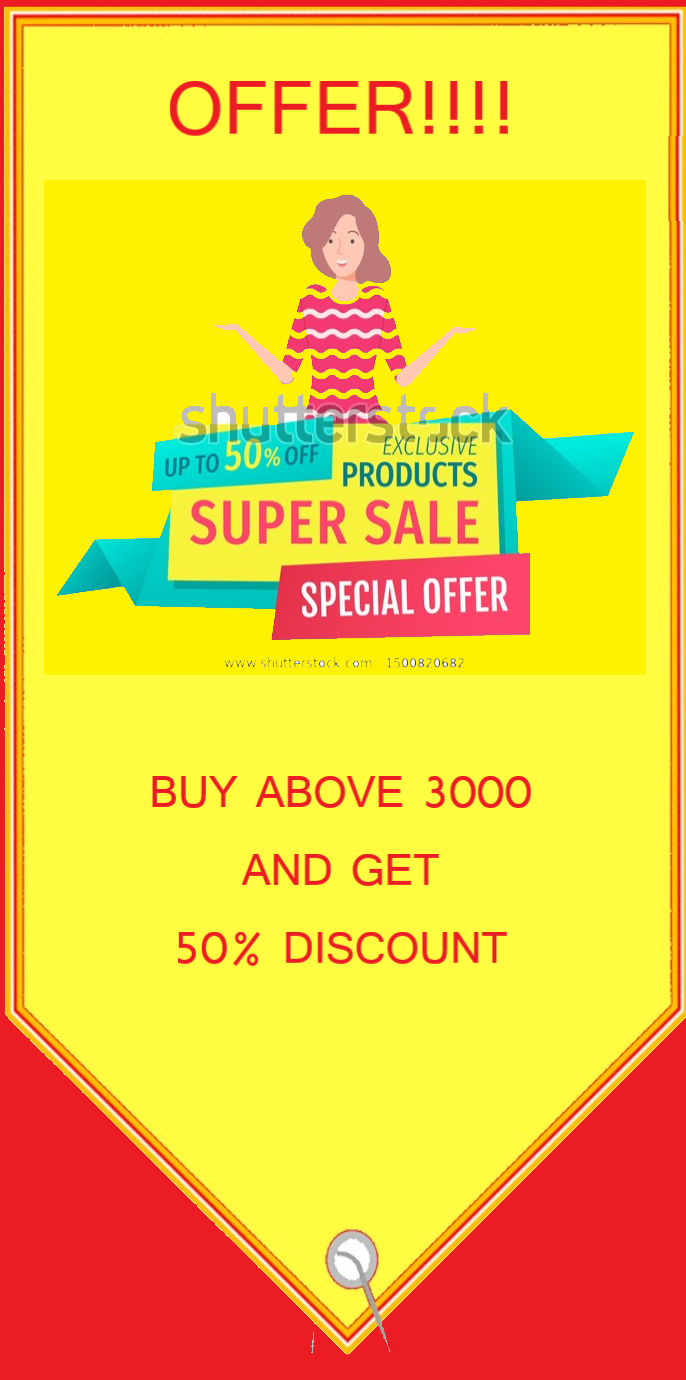 OFFER!!!!
shutterstock
UP TO 50% OFF
EXCLUSIVE
PRODUCTS
SUPER SALE
SPECIAL OFFER
www.shutterstock.com 1500820682
BUY ABOVE 3000
AND GET
50% DISCOUNT